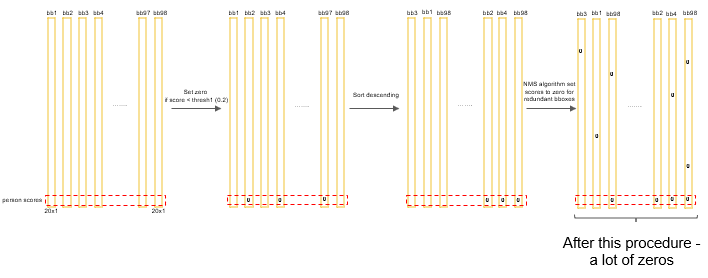 bb1 bb2 bb3 bb4 bb97 bb98
bb1 bb2 bb3 bb4 bb97 bb98
bb3 bb1 bb98 bb2 bb4 bb98
bb3 bb1 bb98 bb2 bb4 bb98
........
Set zero
if score < thresh1 (0.2)
........
Sort descending
........
NMS algorithm set
scores to zero for
redundant bboxes
........
0
0
0
0
0
0
person scores
0 0 0
0 0 0
0 0 0 0
20x1 20x1
After this procedure -
a lot of zeros